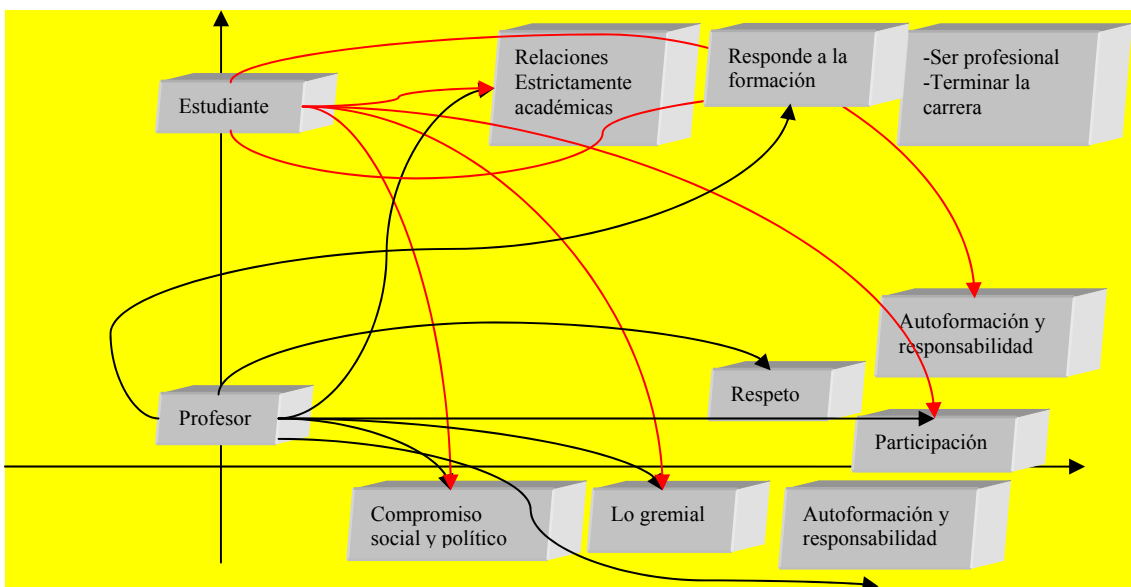 Estudiante
Relaciones
Estrictamente
académicas
Responde a la
formación
-Ser profesional
-Terminar la
carrera
Autoformación y
responsabilidad
Respeto
Profesor
Participación
Compromiso
social y político
Lo gremial
Autoformación y
responsabilidad